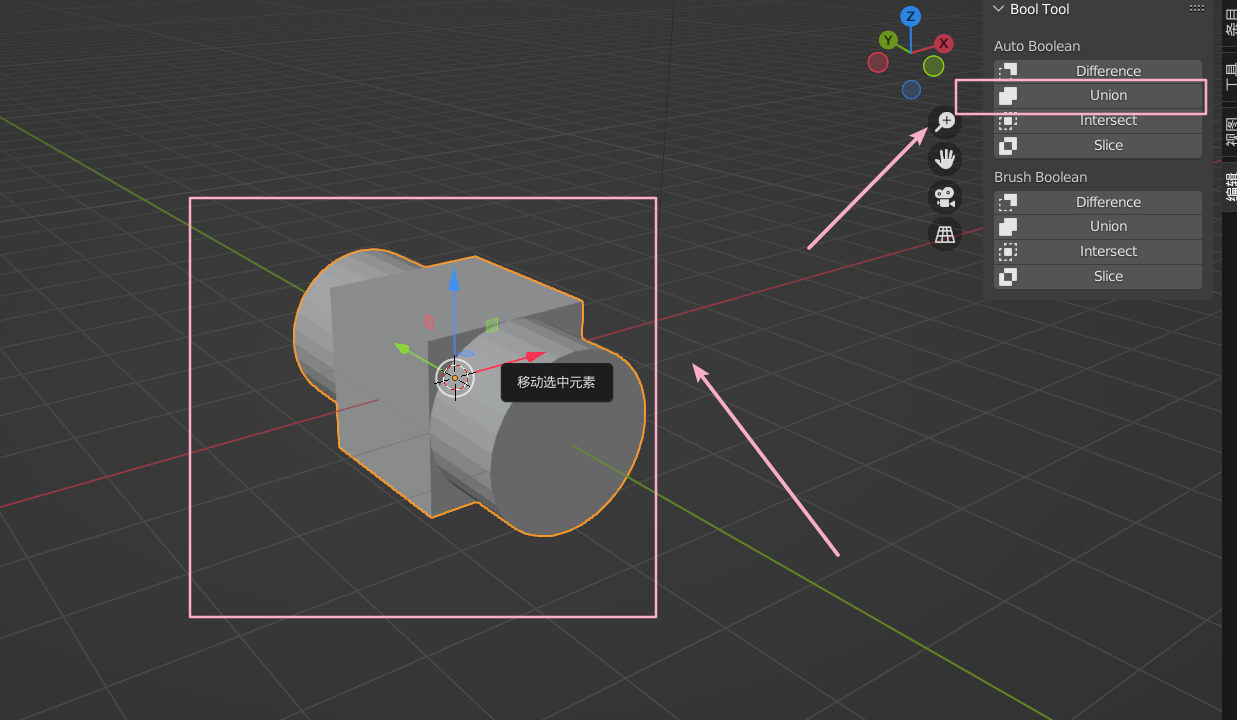 Bool Tool
Auto Boolean
Difference
Union
Intersect
Slice
Brush Boolean
Difference
Union
Intersect
Slice
Z
Y
X
移动选中元素
条目
工具
视图
编辑